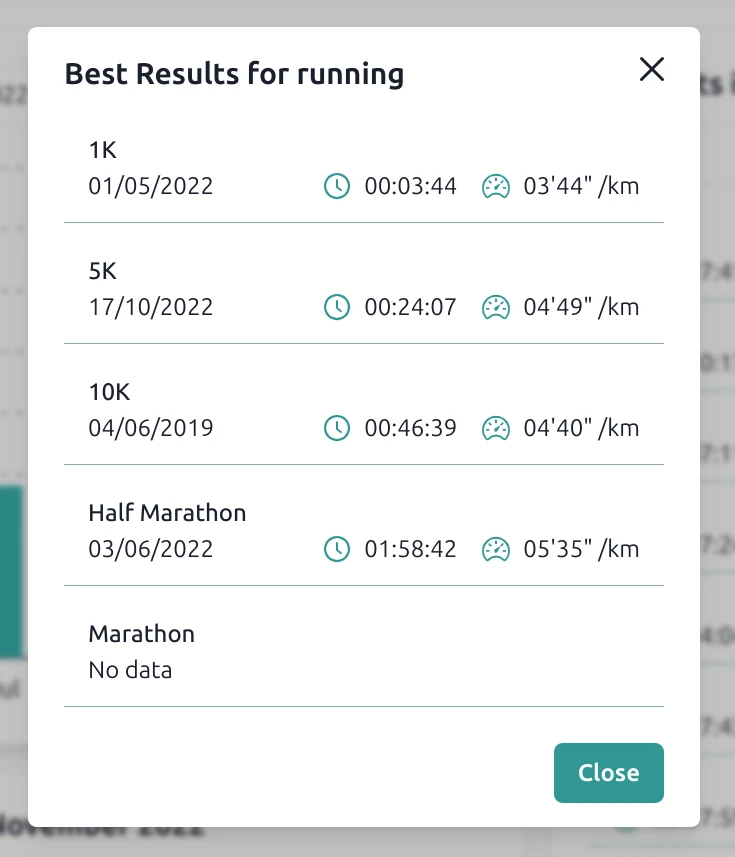 Best Results for running
1K
01/05/2022 00:03:44 03'44" /km
5K
17/10/2022 00:24:07 04'49" /km
10K
04/06/2019 00:46:39 04'40" /km
Half Marathon
03/06/2022 01:58:42 05'35" /km
Marathon
No data
Close
November 2022